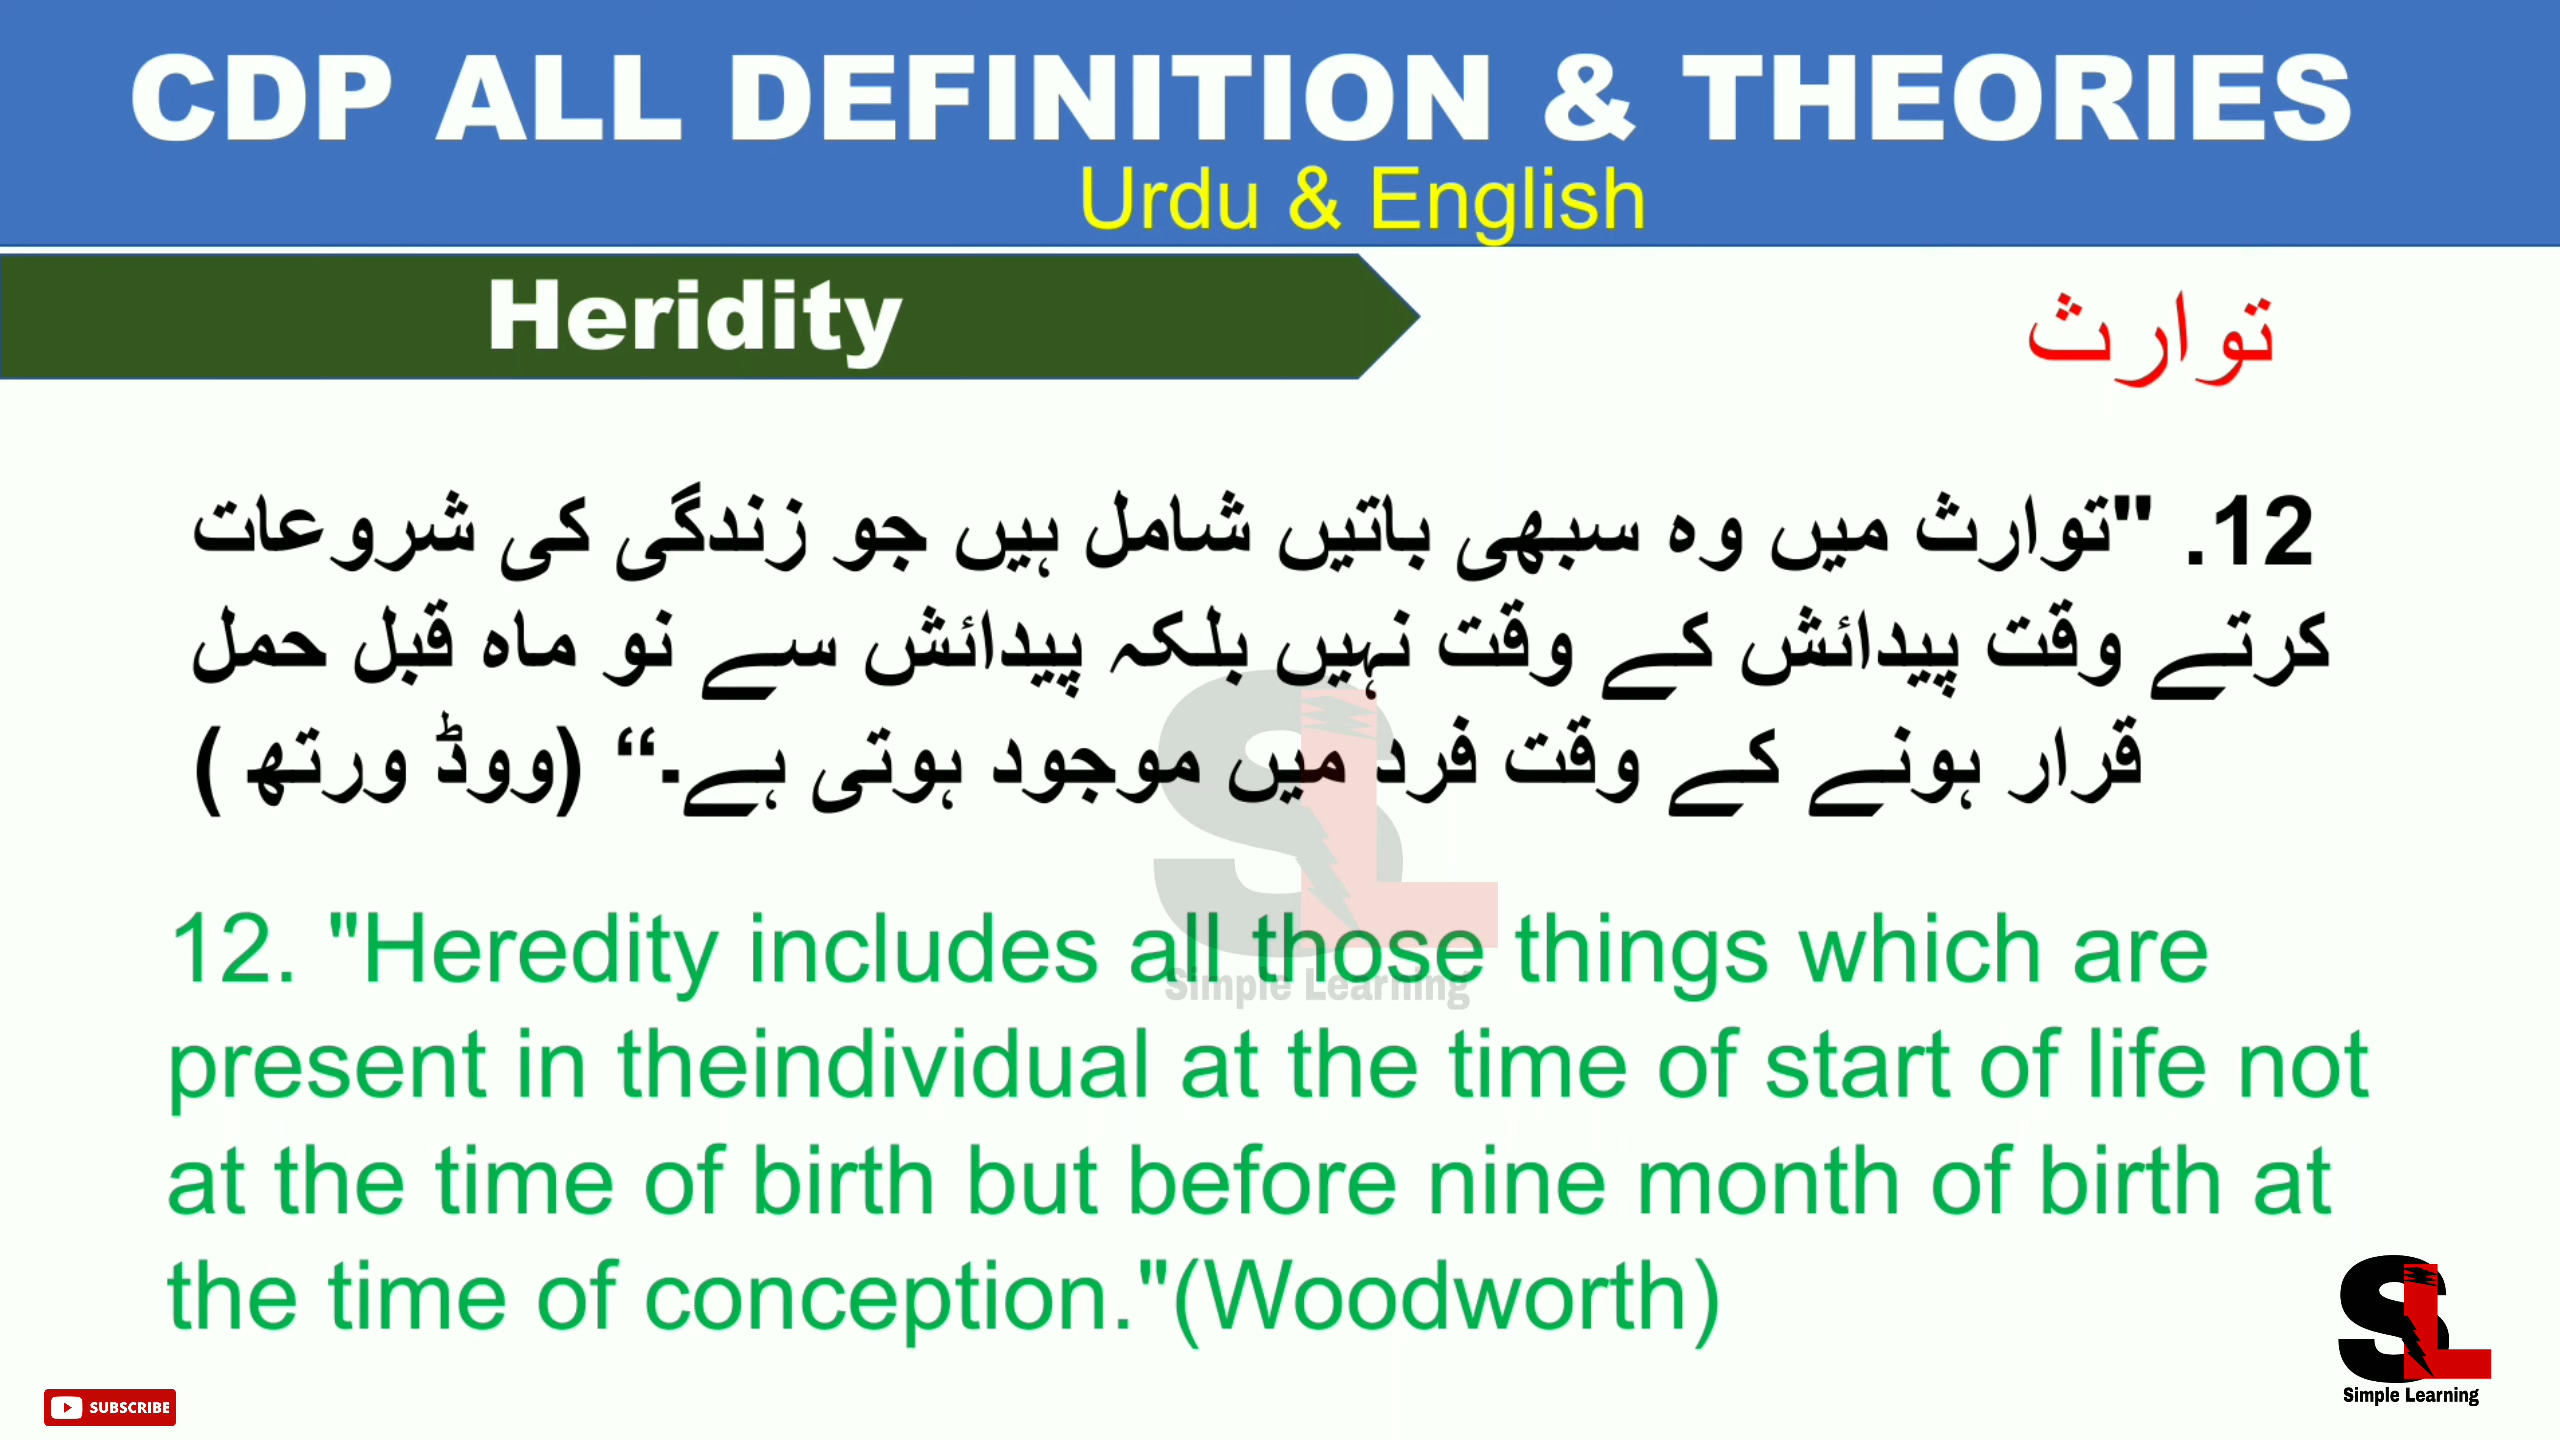 CDP ALL DEFINITION & THEORIES
Urdu & English
Heridity
توارث
12. "توارث میں وہ سبھی باتیں شامل ہیں جو زندگی کی شروعات
کرتے وقت پیدائش کے وقت نہیں بلکہ پیدائش سے نو ماہ قبل حمل
قرار ہونے کے وقت فرد میں موجود ہوتی ہے۔“ (ووڈ ورتھ )
12. "Heredity includes all those things which are
present in theindividual at the time of start of life not
at the time of birth but before nine month of birth at
the time of conception."(Woodworth)
SL
Simple Learning
SL
Simple Learning
SUBSCRIBE